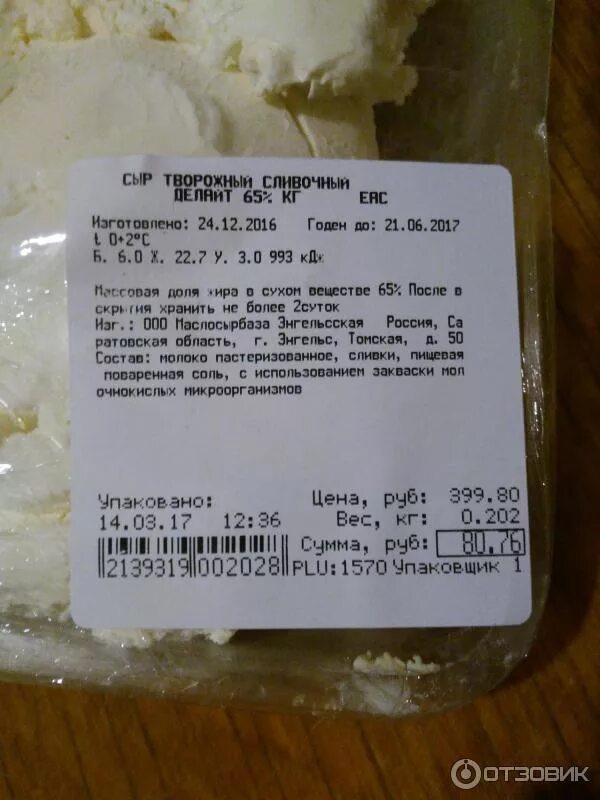 СЫР ТВОРОЖНЫЙ СЛИВОЧНЫЙ
ДЕЛАЙТ 65% КГ ЕАС
Изготовлено: 24.12.2016 Годен до: 21.06.2017
t 0+2°С
Б. 6.0 Ж. 22.7 У. 3.0 993 кДж
Массовая доля жира в сухом веществе 65% После в
скрытия хранить не более 2суток
Изг.: ООО Маслосырбаза Энгельсская Россия, Са
ратовская область, г. Энгельс, Томская, д. 50
Состав: молоко пастеризованное, сливки, пищевая
поваренная соль, с использованием закваски мол
очнокислых микроорганизмов
Упаковано: Цена, руб: 399.80
14.03.17 12:36 Вес, кг: 0.202
Сумма, руб: 80.76
2139319 002028 PLU:1570 Упаковщик 1
ОТЗОВИК